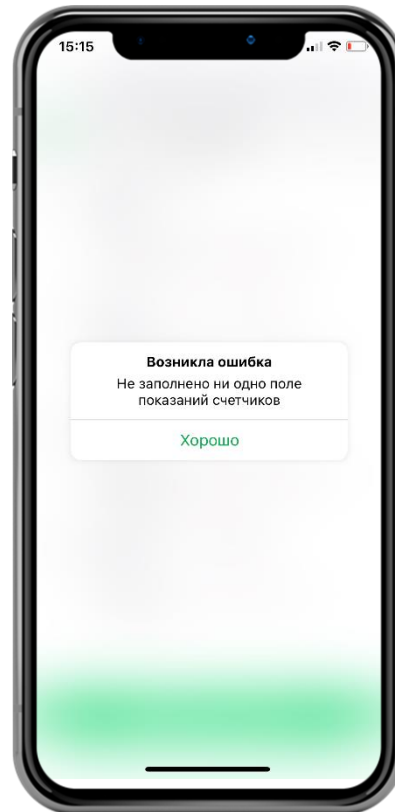 15:15
Возникла ошибка
Не заполнено ни одно поле
показаний счетчиков
Хорошо